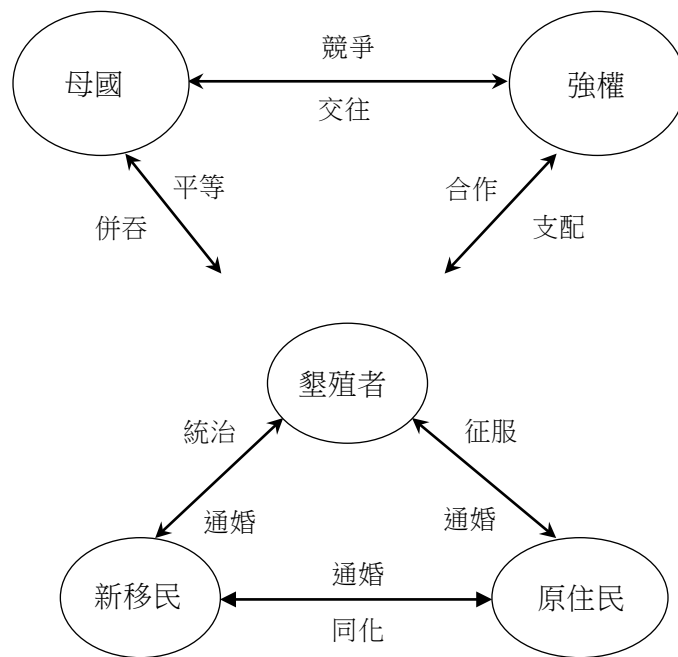 競爭
母國
強權
交往
平等
合作
併吞
支配
墾殖者
統治
征服
通婚
通婚
通婚
新移民
原住民
同化